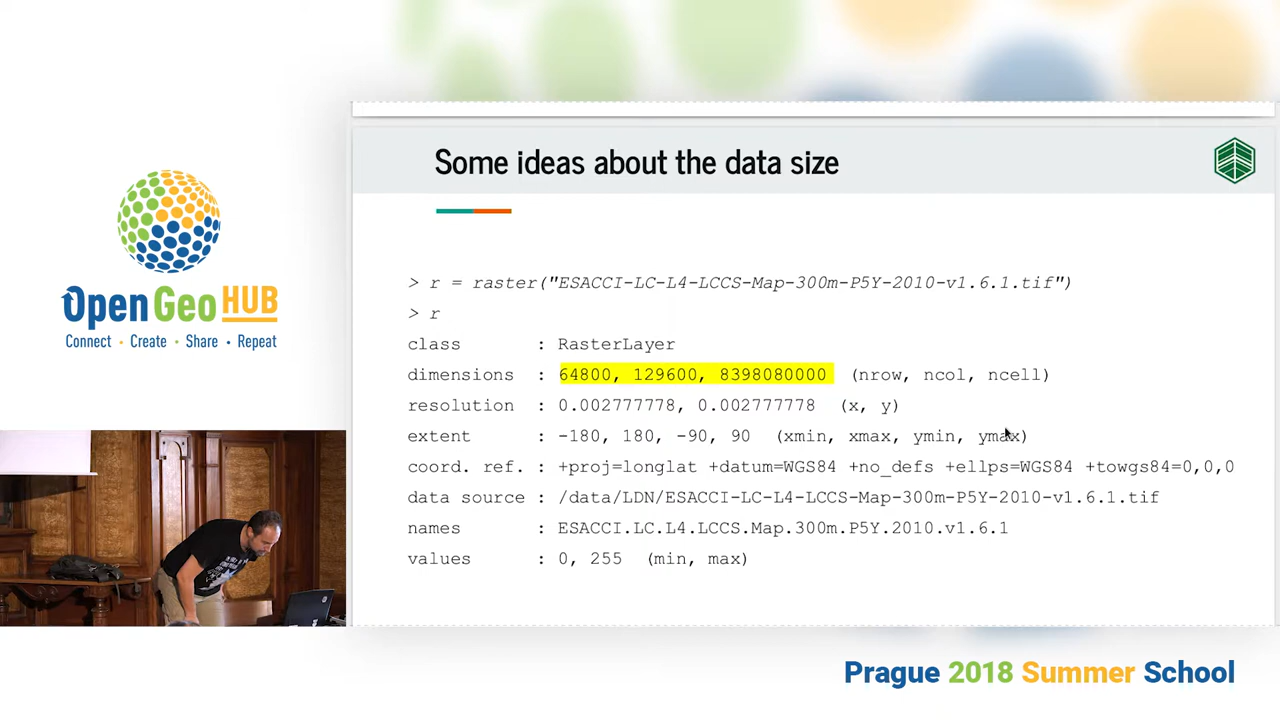 Some ideas about the data size
OpenGeoHUB
Connect • Create • Share • Repeat
> r = raster("ESACCI-LC-L4-LCCS-Map-300m-P5Y-2010-v1.6.1.tif")
> r
class : RasterLayer
dimensions : 64800, 129600, 8398080000 (nrow, ncol, ncell)
resolution : 0.002777778, 0.002777778 (x, y)
extent : -180, 180, -90, 90 (xmin, xmax, ymin, ymax)
coord. ref. : +proj=longlat +datum=WGS84 +no_defs +ellps=WGS84 +towgs84=0,0,0
data source : /data/LDN/ESACCI-LC-L4-LCCS-Map-300m-P5Y-2010-v1.6.1.tif
names : ESACCI.LC.L4.LCCS.Map.300m.P5Y.2010.v1.6.1
values : 0, 255 (min, max)
Prague 2018 Summer School